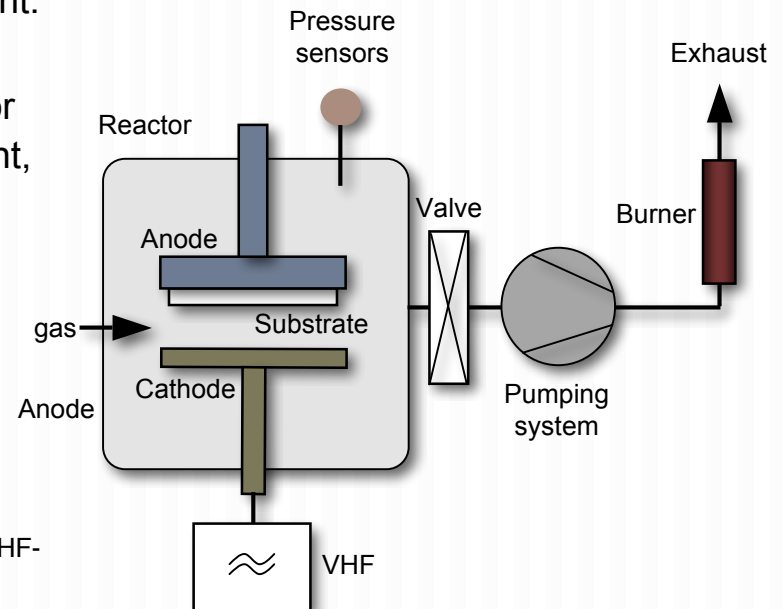 nt.
or
nt,
HF-
Pressure
sensors
Exhaust
Reactor
Valve
Burner
Anode
gas
Substrate
Cathode
Anode
Pumping
system
VHF